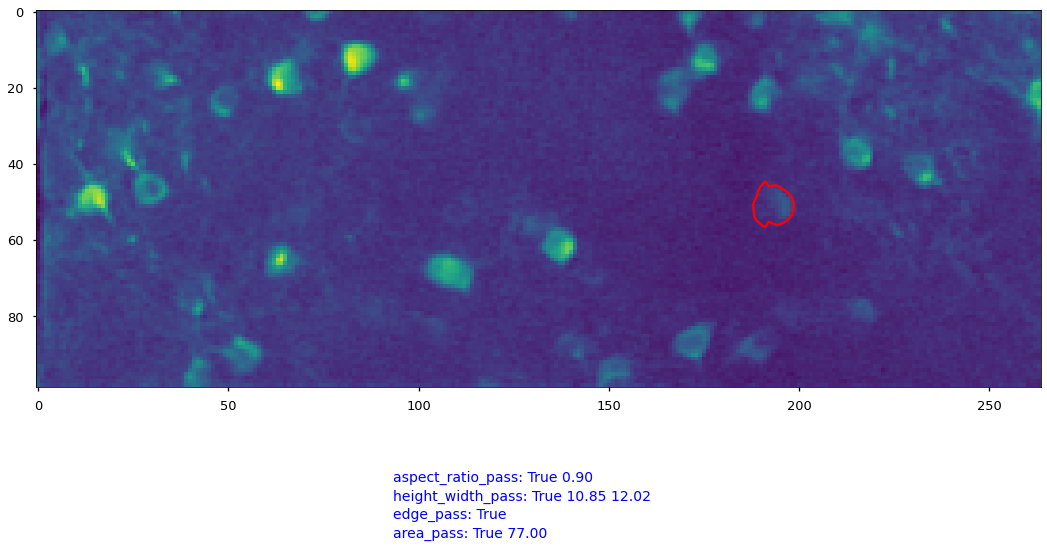 0
20
40
60
80
0
50
100
150
200
250
aspect_ratio_pass: True 0.90
height_width_pass: True 10.85 12.02
edge_pass: True
area_pass: True 77.00